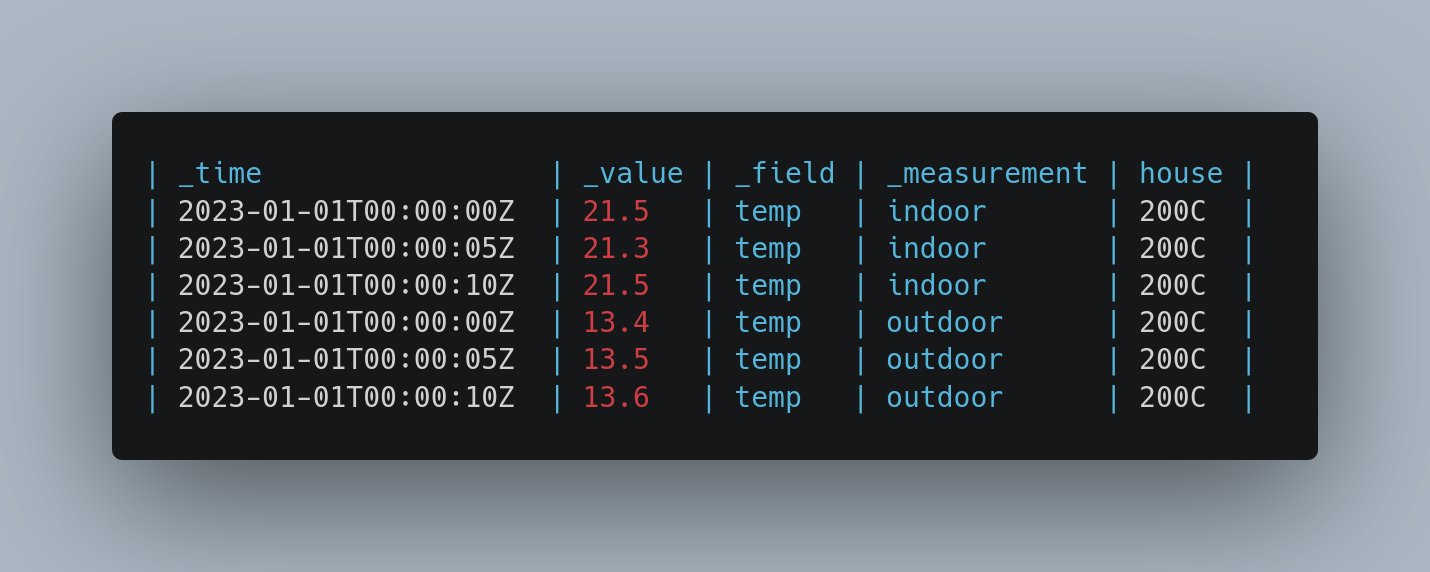 | _time                 | _value | _field | _measurement | house |
| 2023-01-01T00:00:00Z  | 21.5   | temp   | indoor       | 200C  |
| 2023-01-01T00:00:05Z  | 21.3   | temp   | indoor       | 200C  |
| 2023-01-01T00:00:10Z  | 21.5   | temp   | indoor       | 200C  |
| 2023-01-01T00:00:00Z  | 13.4   | temp   | outdoor      | 200C  |
| 2023-01-01T00:00:05Z  | 13.5   | temp   | outdoor      | 200C  |
| 2023-01-01T00:00:10Z  | 13.6   | temp   | outdoor      | 200C  |